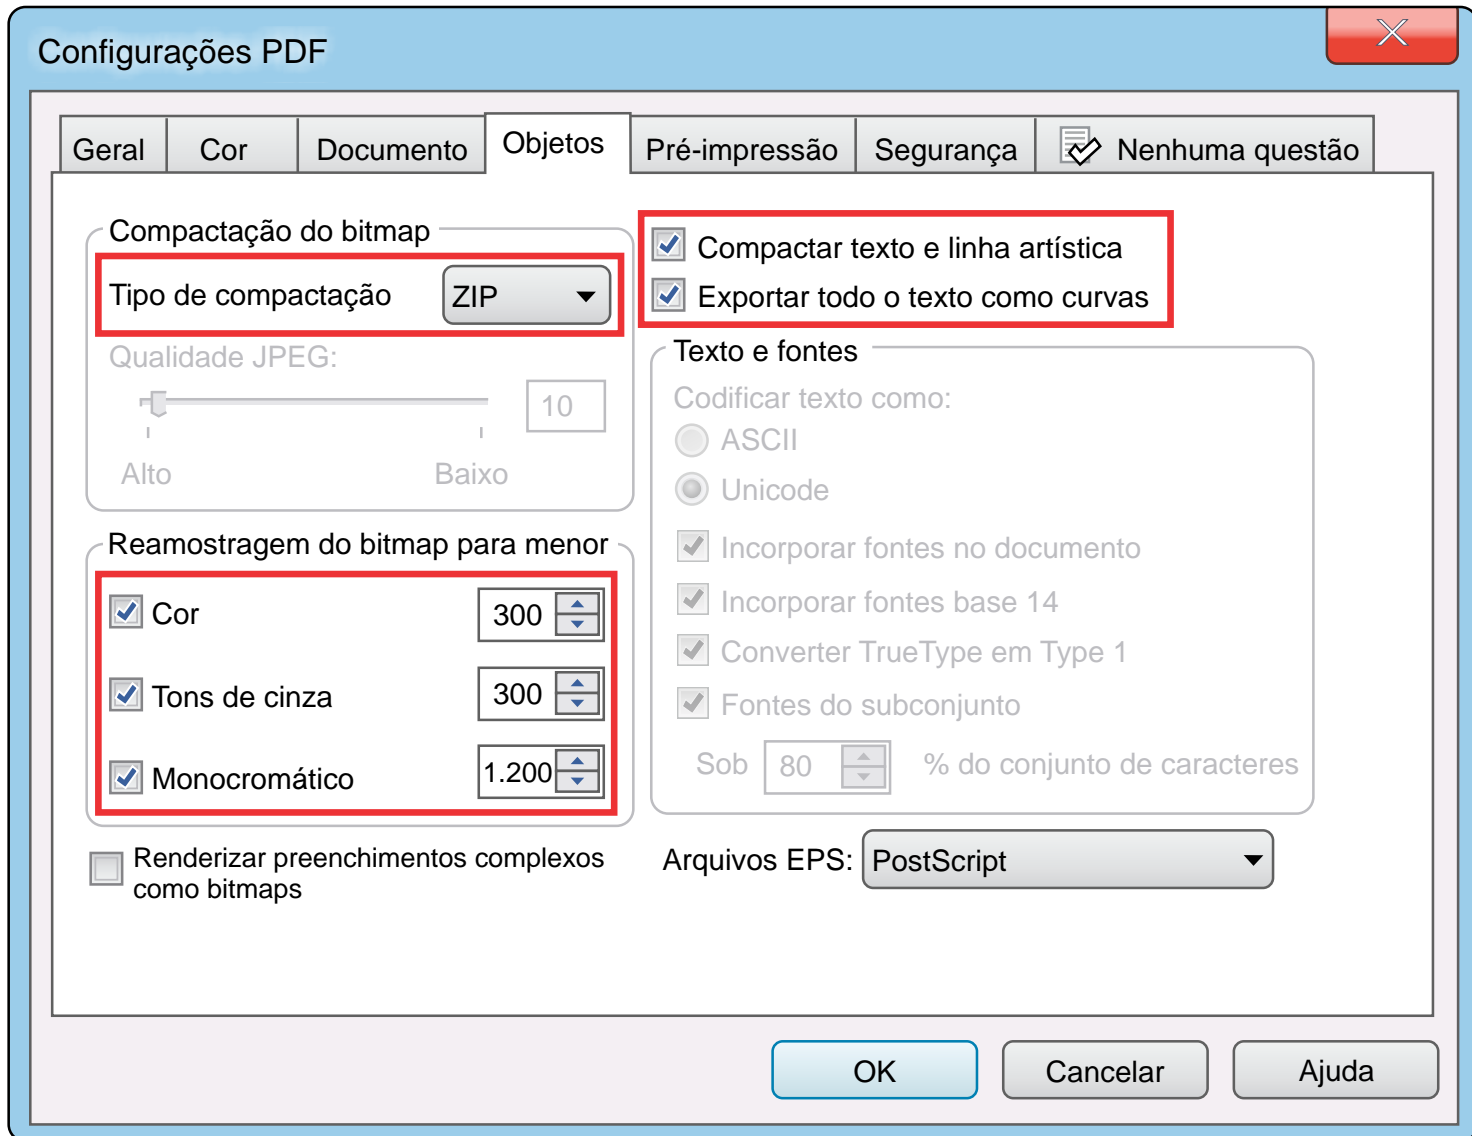 Configurações PDF
Geral Cor Documento Objetos Pré-impressão Segurança Nenhuma questão
Compactação do bitmap
Tipo de compactação ZIP
Qualidade JPEG:
10
Alto Baixo
Reamostragem do bitmap para menor
Cor 300
Tons de cinza 300
Monocromático 1.200
Renderizar preenchimentos complexos
como bitmaps
Compactar texto e linha artística
Exportar todo o texto como curvas
Texto e fontes
Codificar texto como:
ASCII
Unicode
Incorporar fontes no documento
Incorporar fontes base 14
Converter TrueType em Type 1
Fontes do subconjunto
Sob 80 % do conjunto de caracteres
Arquivos EPS: PostScript
OK Cancelar Ajuda